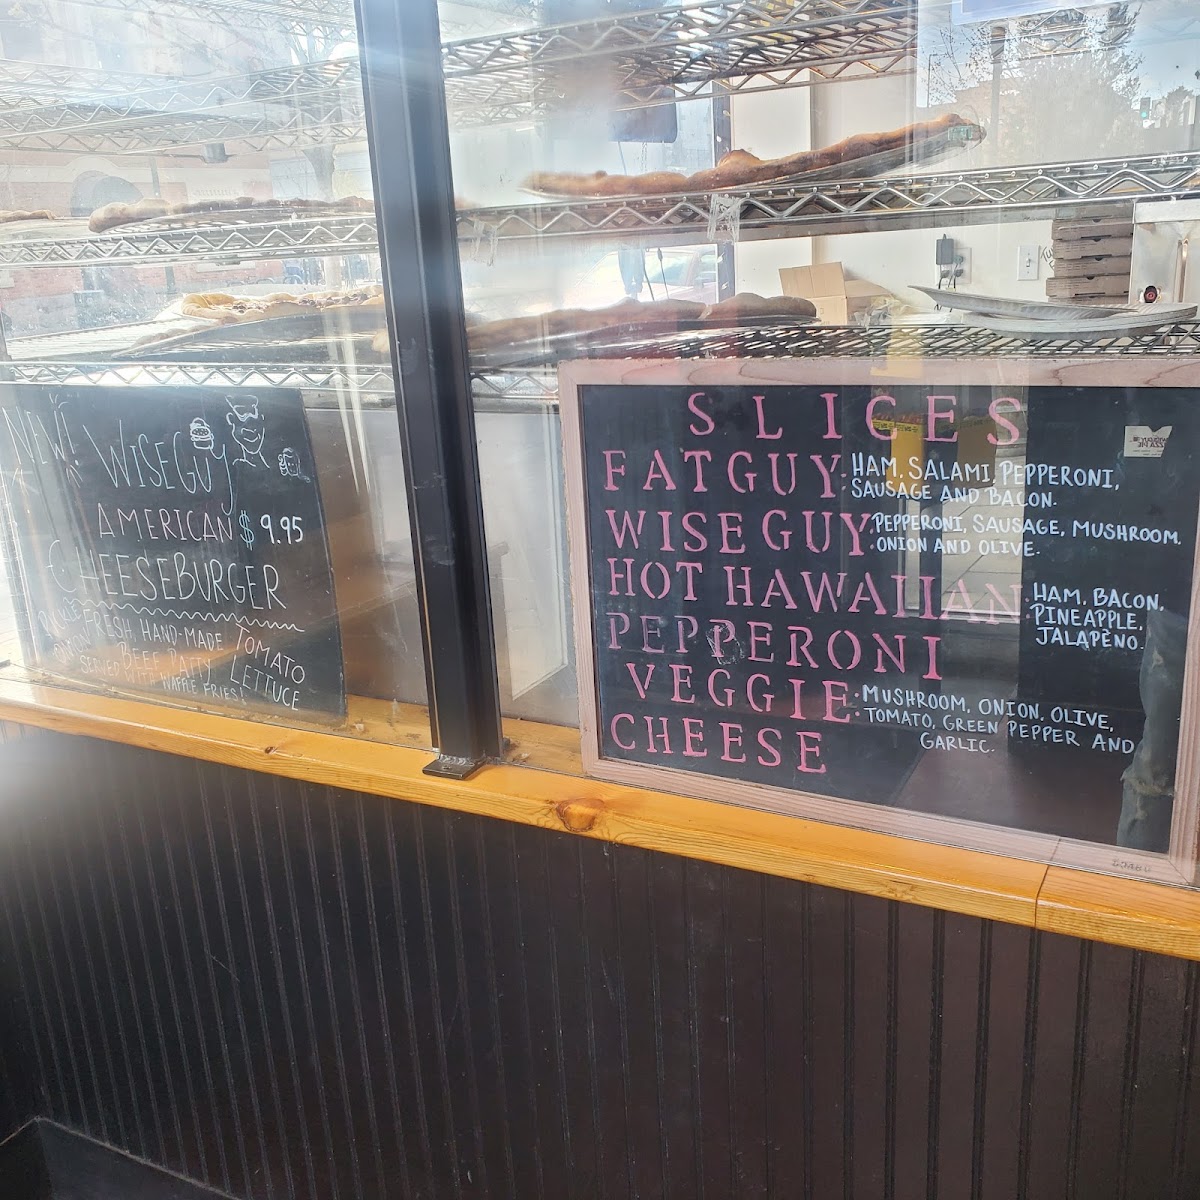 NEW!
WISEGUY
AMERICAN $9.95
CHEESEBURGER
FRESH, HAND-MADE TOMATO
ONION BEEF PATTY LETTUCE
SERVED WITH WAFFLE FRIES!
SLICES
FATGUY: HAM, SALAMI, PEPPERONI,
SAUSAGE AND BACON.
WISE GUY: PEPPERONI, SAUSAGE, MUSHROOM,
ONION AND OLIVE.
HOT HAWAIIAN: HAM, BACON,
PINEAPPLE,
JALAPEÑO.
PEPPERONI
VEGGIE: MUSHROOM, ONION, OLIVE,
TOMATO, GREEN PEPPER AND
GARLIC.
CHEESE